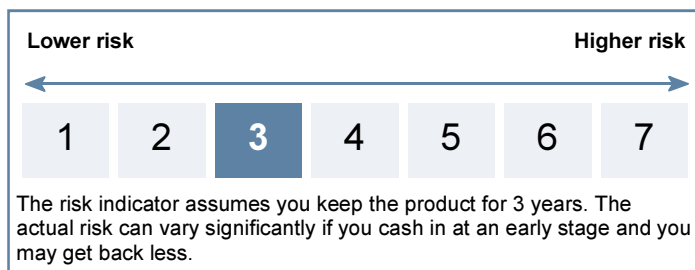 Lower risk Higher risk
1 2 3 4 5 6 7
The risk indicator assumes you keep the product for 3 years. The
actual risk can vary significantly if you cash in at an early stage and you
may get back less.